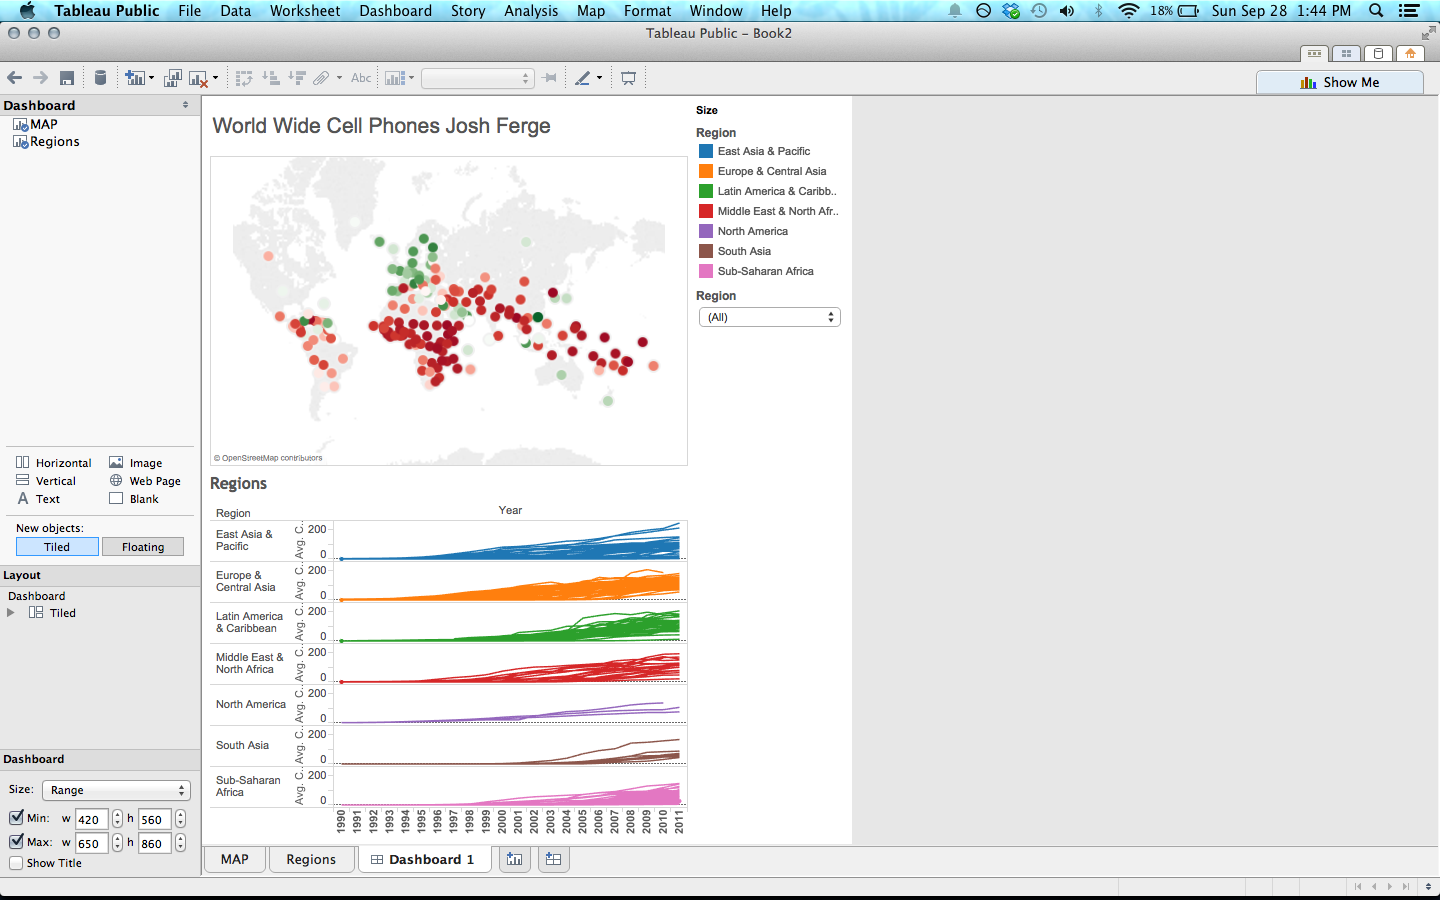 Tableau Public File Data Worksheet Dashboard Story Analysis Map Format Window Help 18% Sun Sep 28 1:44 PM
Tableau Public - Book2
Abc
Show Me
Dashboard
MAP
Regions
Horizontal Image
Vertical Web Page
A Text Blank
New objects:
Tiled Floating
Layout
Dashboard
Tiled
Dashboard
Size: Range
Min: w 420 h 560
Max: w 650 h 860
Show Title
World Wide Cell Phones Josh Ferge
© OpenStreetMap contributors
Size
Region
East Asia & Pacific
Europe & Central Asia
Latin America & Caribb..
Middle East & North Afr..
North America
South Asia
Sub-Saharan Africa
Region
(All)
Regions
Region Year
East Asia & Pacific Avg. C.. 200 0
Europe & Central Asia Avg. C.. 200 0
Latin America & Caribbean Avg. C.. 200 0
Middle East & North Africa Avg. C.. 200 0
North America Avg. C.. 200 0
South Asia Avg. C.. 200 0
Sub-Saharan Africa Avg. C.. 200 0
1990 1991 1992 1993 1994 1995 1996 1997 1998 1999 2000 2001 2002 2003 2004 2005 2006 2007 2008 2009 2010 2011
MAP Regions Dashboard 1